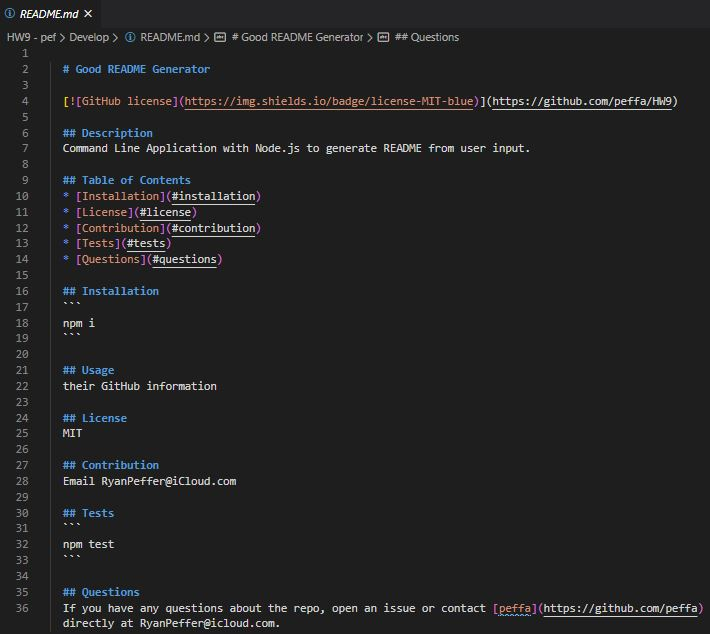 README.md ×
HW9 - pef > Develop > README.md > # Good README Generator > ## Questions
1
2 # Good README Generator
3
4 [![GitHub license](https://img.shields.io/badge/license-MIT-blue)](https://github.com/peffa/HW9)
5
6 ## Description
7 Command Line Application with Node.js to generate README from user input.
8
9 ## Table of Contents
10 * [Installation](#installation)
11 * [License](#license)
12 * [Contribution](#contribution)
13 * [Tests](#tests)
14 * [Questions](#questions)
15
16 ## Installation
17 ```
18 npm i
19 ```
20
21 ## Usage
22 their GitHub information
23
24 ## License
25 MIT
26
27 ## Contribution
28 Email RyanPeffer@iCloud.com
29
30 ## Tests
31 ```
32 npm test
33 ```
34
35 ## Questions
36 If you have any questions about the repo, open an issue or contact [peffa](https://github.com/peffa)
directly at RyanPeffer@icloud.com.